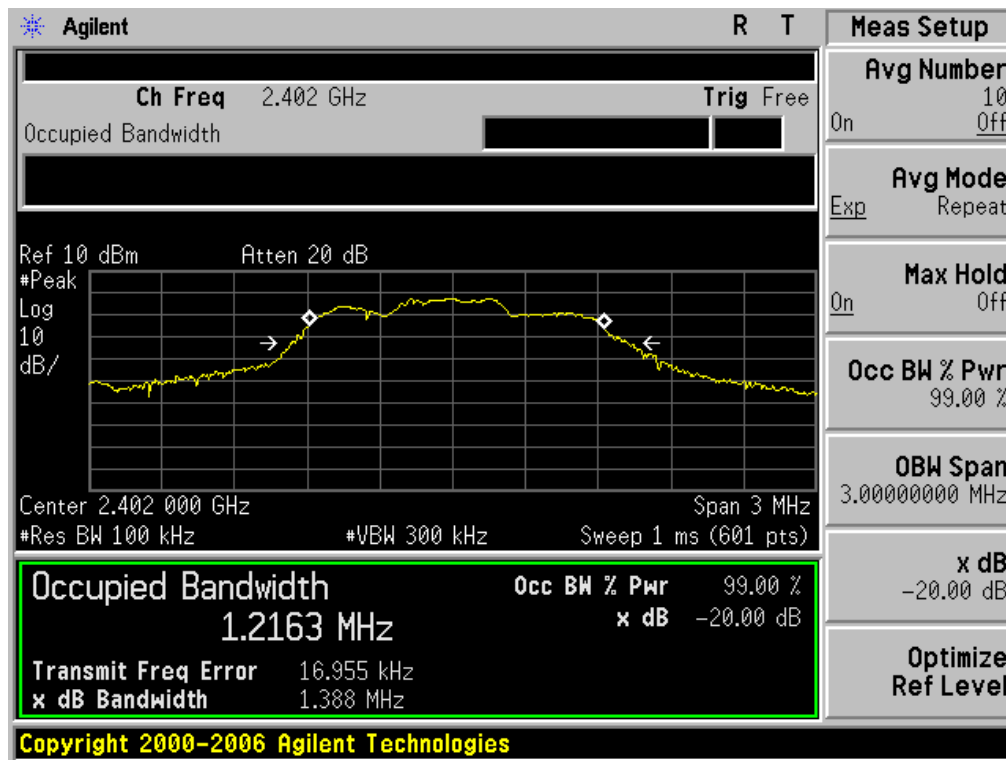 Agilent R T Meas Setup
Ch Freq 2.402 GHz Trig Free
Occupied Bandwidth
Ref 10 dBm Atten 20 dB
#Peak
Log
10
dB/
Center 2.402 000 GHz Span 3 MHz
#Res BW 100 kHz #VBW 300 kHz Sweep 1 ms (601 pts)
Occupied Bandwidth Occ BW % Pwr 99.00 %
1.2163 MHz x dB -20.00 dB
Transmit Freq Error 16.955 kHz
x dB Bandwidth 1.388 MHz
Copyright 2000-2006 Agilent Technologies
Avg Number
10
On Off
Avg Mode
Exp Repeat
Max Hold
On Off
Occ BW % Pwr
99.00 %
OBW Span
3.00000000 MHz
x dB
-20.00 dB
Optimize
Ref Level